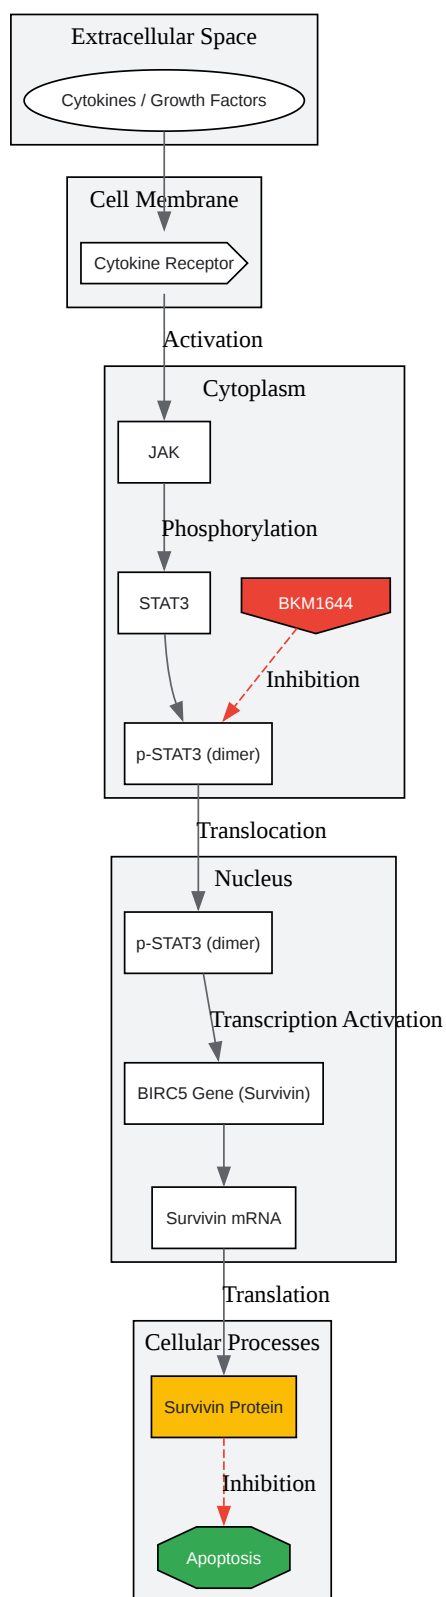 Extracellular Space
Cytokines / Growth Factors
Cell Membrane
Cytokine Receptor
Activation
Cytoplasm
JAK
Phosphorylation
STAT3
BKM1644
Inhibition
p-STAT3 (dimer)
Translocation
Nucleus
p-STAT3 (dimer)
Transcription Activation
BIRC5 Gene (Survivin)
Survivin mRNA
Translation
Cellular Processes
Survivin Protein
Inhibition
Apoptosis